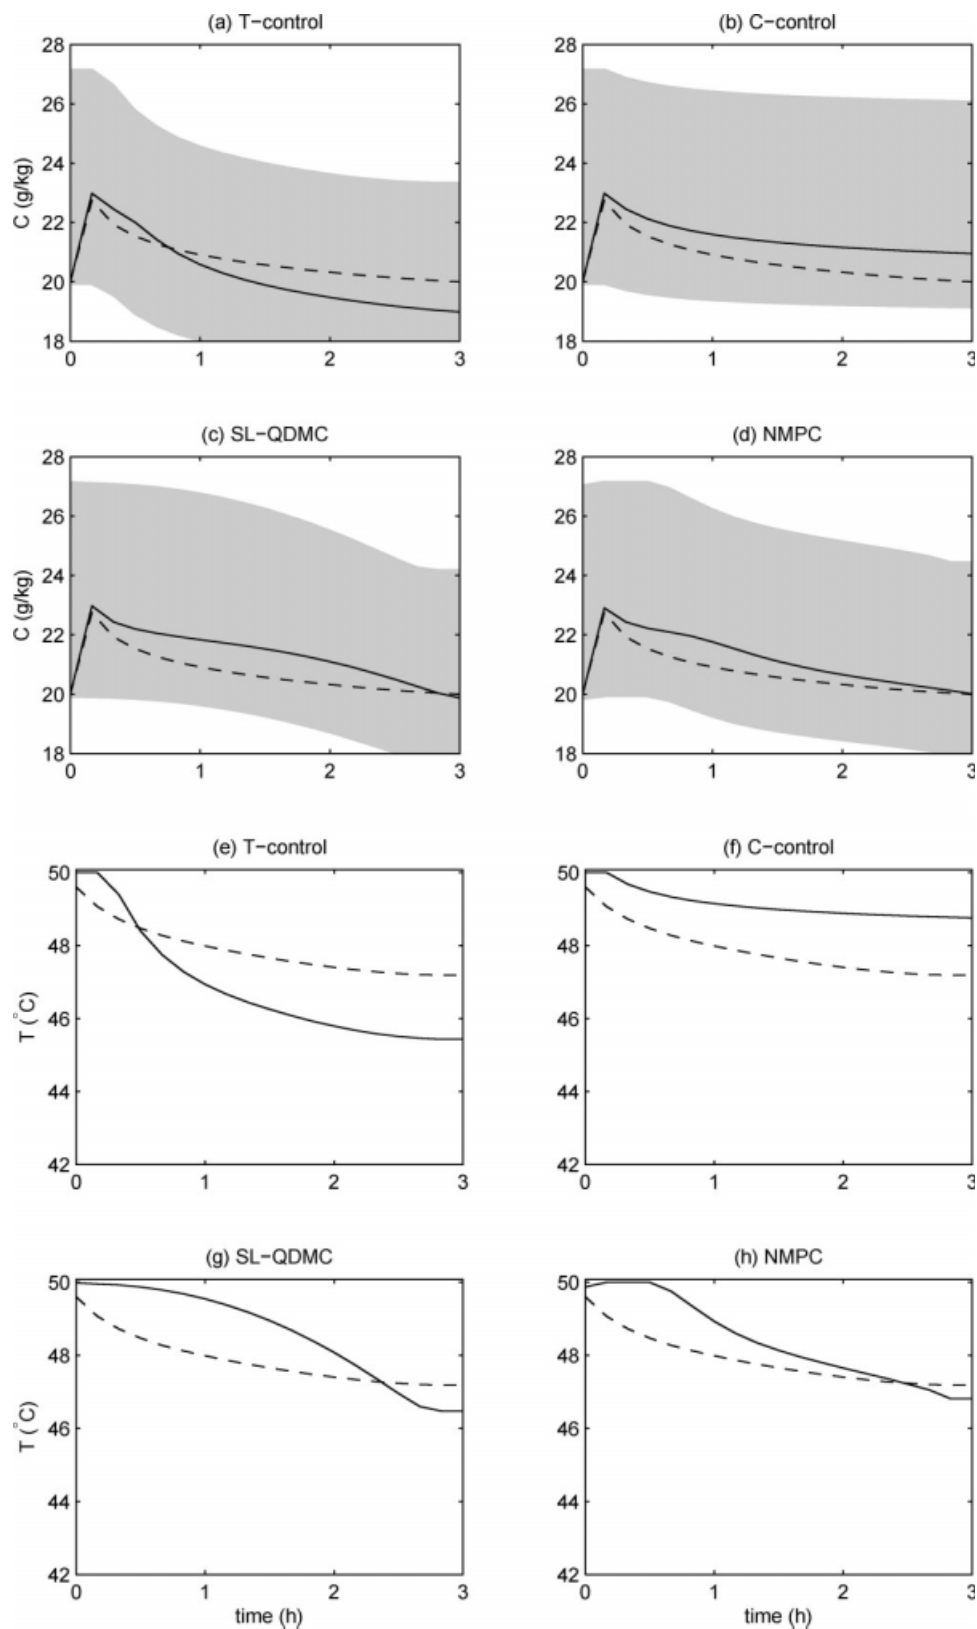 (a) T−control
28
26
24
22
20
18
C (g/kg)
0 1 2 3
(b) C−control
28
26
24
22
20
18
0 1 2 3
(c) SL−QDMC
28
26
24
22
20
18
C (g/kg)
0 1 2 3
(d) NMPC
28
26
24
22
20
18
0 1 2 3
(e) T−control
50
48
46
44
42
T (°C)
0 1 2 3
(f) C−control
50
48
46
44
42
0 1 2 3
(g) SL−QDMC
50
48
46
44
42
T (°C)
0 1 2 3
time (h)
(h) NMPC
50
48
46
44
42
0 1 2 3
time (h)